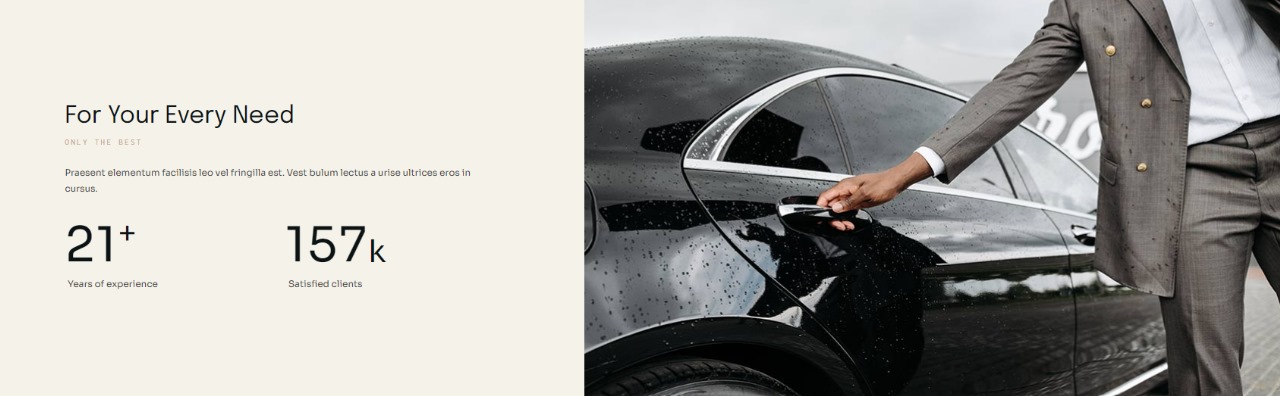 For Your Every Need
ONLY THE BEST
Praesent elementum facilisis leo vel fringilla est. Vest bulum lectus a urise ultrices eros in
cursus.
21+ 157k
Years of experience Satisfied clients